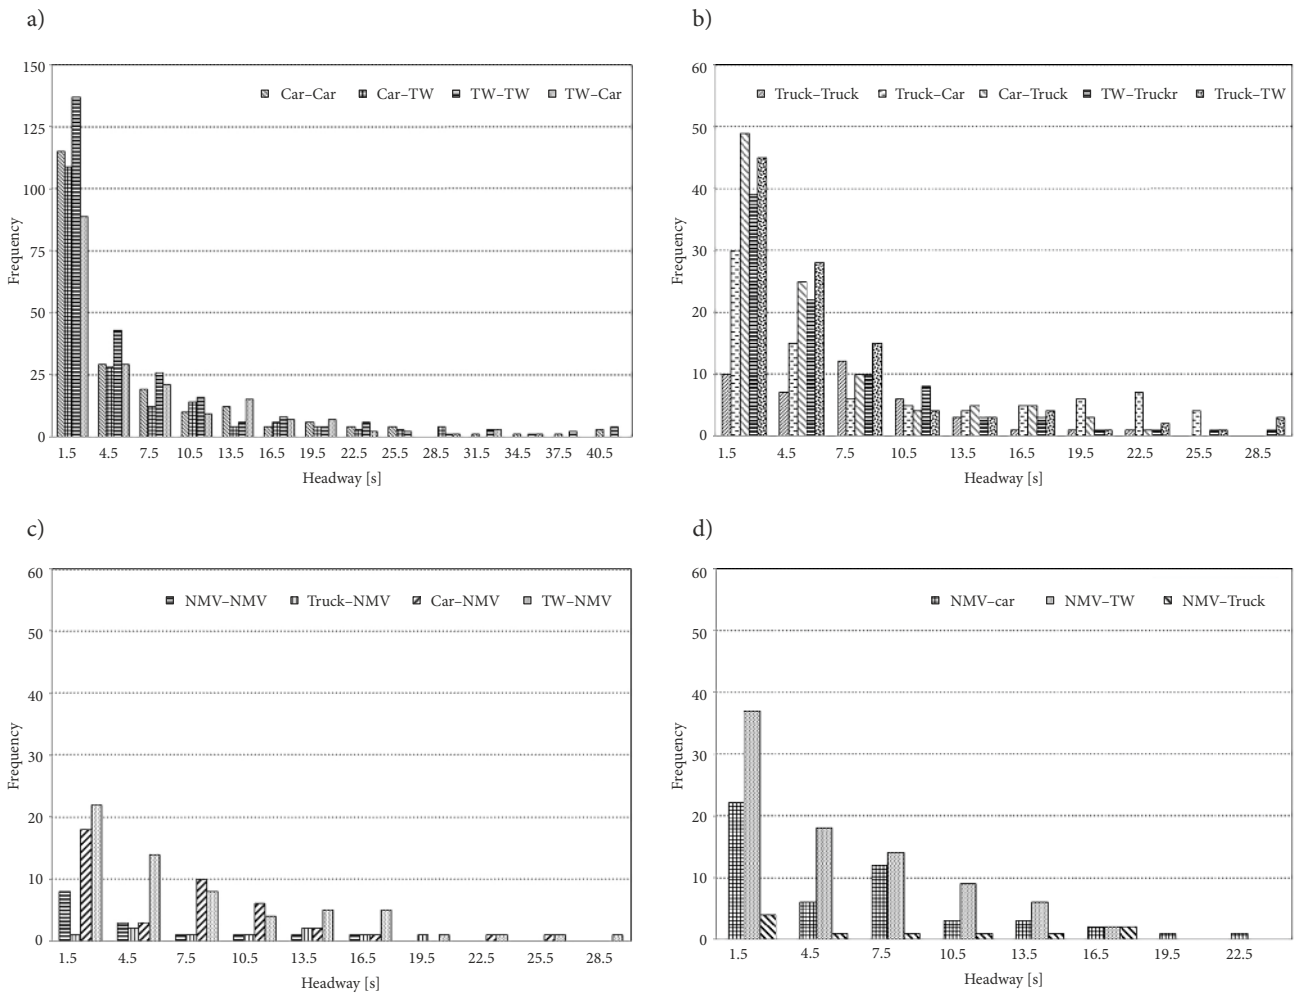 a)
150
125
100
75
50
25
0
Frequency
Car–Car Car–TW TW–TW TW–Car
1.5 4.5 7.5 10.5 13.5 16.5 19.5 22.5 25.5 28.5 31.5 34.5 37.5 40.5
Headway [s]
b)
60
50
40
30
20
10
0
Frequency
Truck–Truck Truck–Car Car–Truck TW–Truckr Truck–TW
1.5 4.5 7.5 10.5 13.5 16.5 19.5 22.5 25.5 28.5
Headway [s]
c)
60
50
40
30
20
10
0
Frequency
NMV–NMV Truck–NMV Car–NMV TW–NMV
1.5 4.5 7.5 10.5 13.5 16.5 19.5 22.5 25.5 28.5
Headway [s]
d)
60
50
40
30
20
10
0
Frequency
NMV–car NMV–TW NMV–Truck
1.5 4.5 7.5 10.5 13.5 16.5 19.5 22.5
Headway [s]